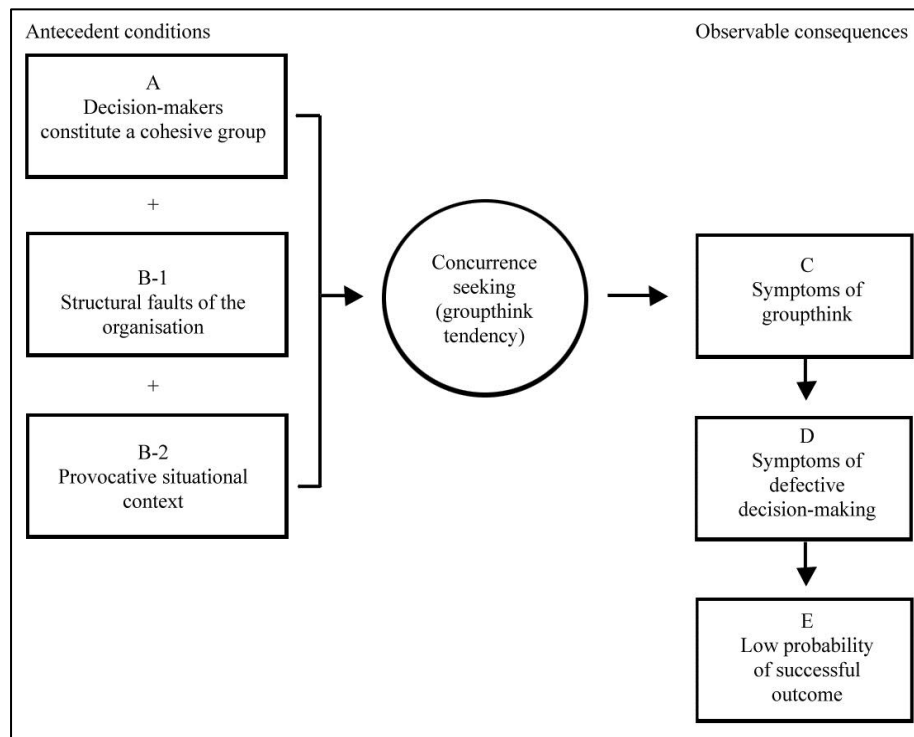 Antecedent conditions
Observable consequences
A
Decision-makers
constitute a cohesive group
+
B-1
Structural faults of the
organisation
+
B-2
Provocative situational
context
Concurrence
seeking
(groupthink
tendency)
C
Symptoms of
groupthink
D
Symptoms of
defective
decision-making
E
Low probability
of successful
outcome